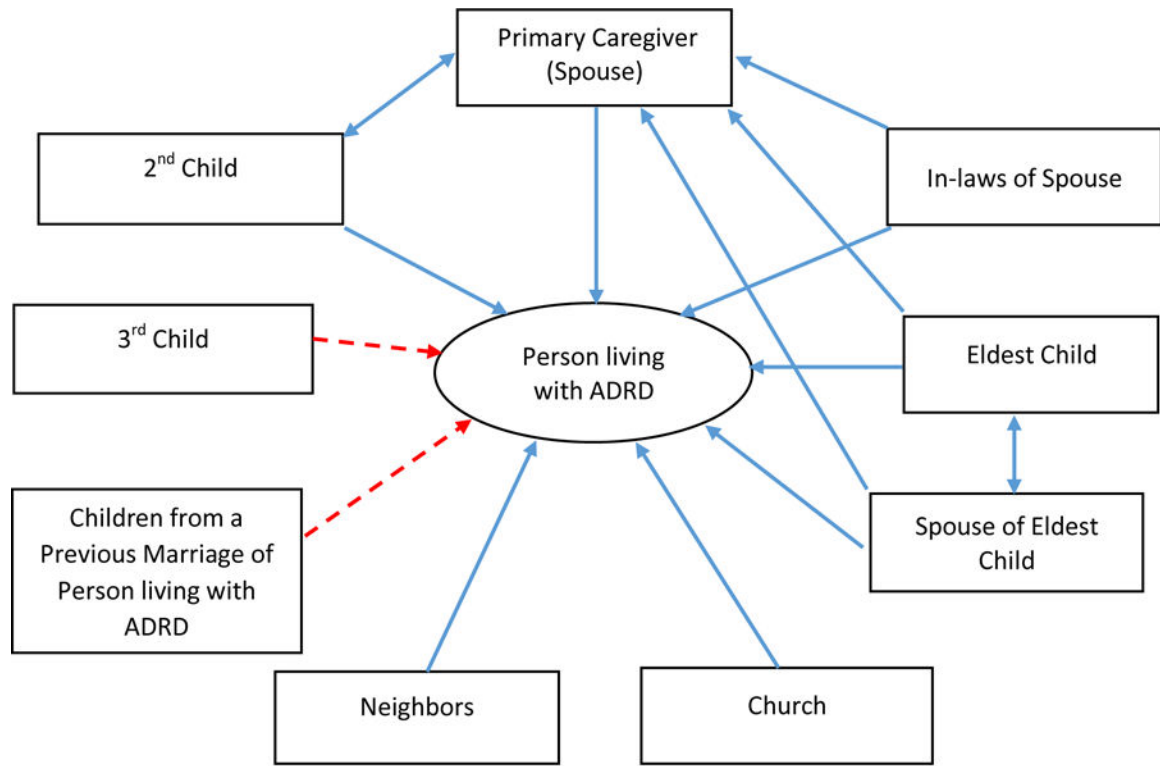 Primary Caregiver
(Spouse)
2nd Child
In-laws of Spouse
3rd Child
Person living
with ADRD
Eldest Child
Children from a
Previous Marriage of
Person living with
ADRD
Spouse of Eldest
Child
Neighbors
Church